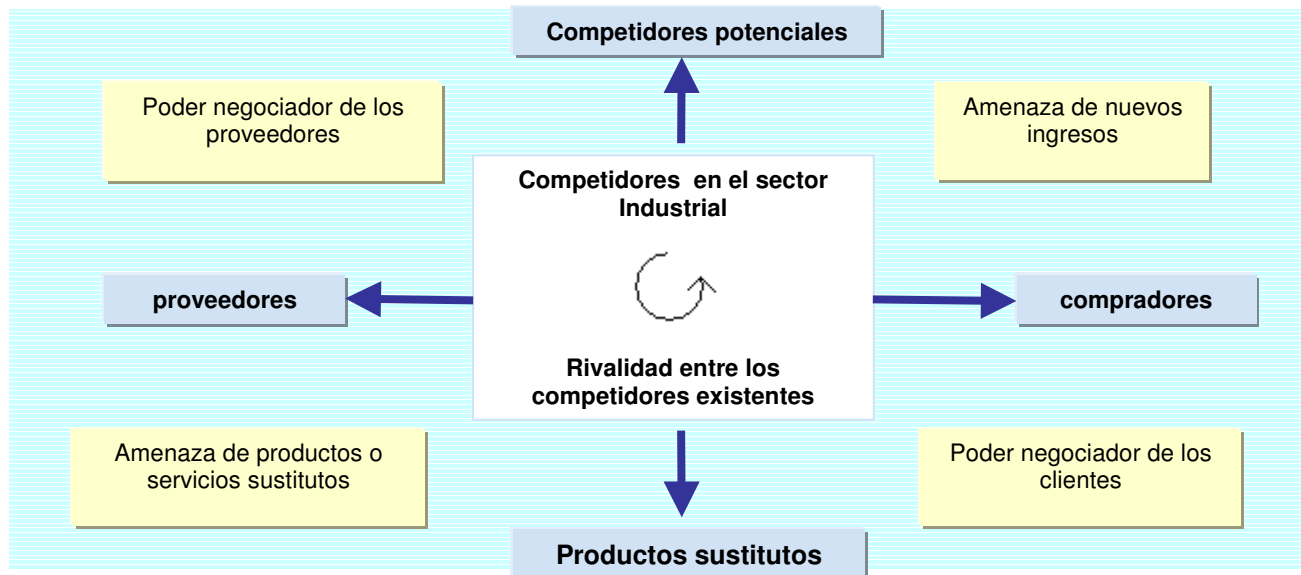 Competidores potenciales
Poder negociador de los
proveedores
Amenaza de nuevos
ingresos
Competidores en el sector
Industrial
proveedores
compradores
Rivalidad entre los
competidores existentes
Amenaza de productos o
servicios sustitutos
Poder negociador de los
clientes
Productos sustitutos